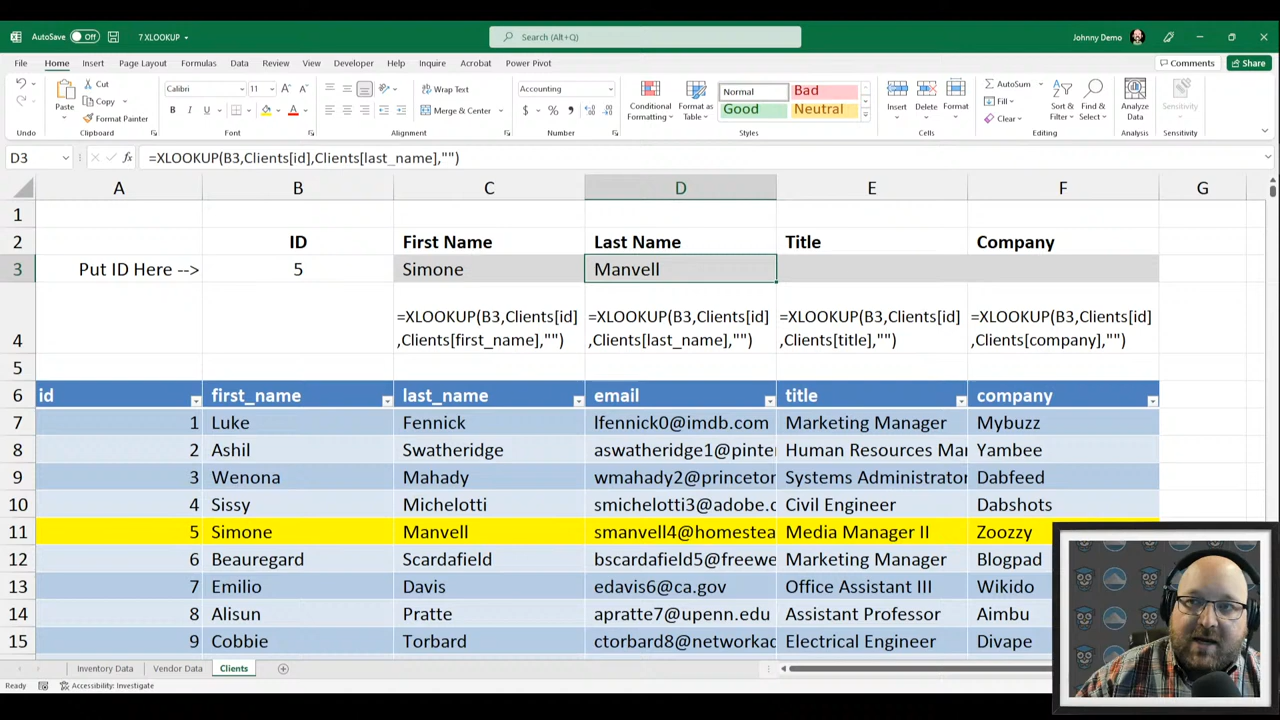 AutoSave Off 7 XLOOKUP Search (Alt+Q) Johnny Demo
File Home Insert Page Layout Formulas Data Review View Developer Help Inquire Acrobat Power Pivot Comments Share
Cut
Copy
Format Painter
Paste
Undo Clipboard
Calibri 11
B I U
Font
Wrap Text
Merge & Center
Alignment
Accounting
$ % 9
Number
Conditional Formatting
Format as Table
Normal Bad
Good Neutral
Styles
Insert Delete Format
Cells
AutoSum
Fill
Clear
Sort & Filter
Find & Select
Editing
Analyze Data
Analysis
Sensitivity
Sensitivity
D3 fx =XLOOKUP(B3,Clients[id],Clients[last_name],"")
A B C D E F G
1
2 ID First Name Last Name Title Company
3 Put ID Here --> 5 Simone Manvell
=XLOOKUP(B3,Clients[id] =XLOOKUP(B3,Clients[id] =XLOOKUP(B3,Clients[id] =XLOOKUP(B3,Clients[id]
4 ,Clients[first_name],"") ,Clients[last_name],"") ,Clients[title],"") ,Clients[company],"")
5
6 id first_name last_name email title company
7 1 Luke Fennick lfennick0@imdb.com Marketing Manager Mybuzz
8 2 Ashil Swatheridge aswatheridge1@pinter Human Resources Mar Yambee
9 3 Wenona Mahady wmahady2@princeton Systems Administrator Dabfeed
10 4 Sissy Michelotti smichelotti3@adobe.c Civil Engineer Dabshots
11 5 Simone Manvell smanvell4@homestea Media Manager II Zoozzy
12 6 Beauregard Scardafield bscardafield5@freewe Marketing Manager Blogpad
13 7 Emilio Davis edavis6@ca.gov Office Assistant III Wikido
14 8 Alisun Pratte apratte7@upenn.edu Assistant Professor Aimbu
15 9 Cobbie Torbard ctorbard8@networkad Electrical Engineer Divape
Inventory Data Vendor Data Clients
Ready Accessibility: Investigate